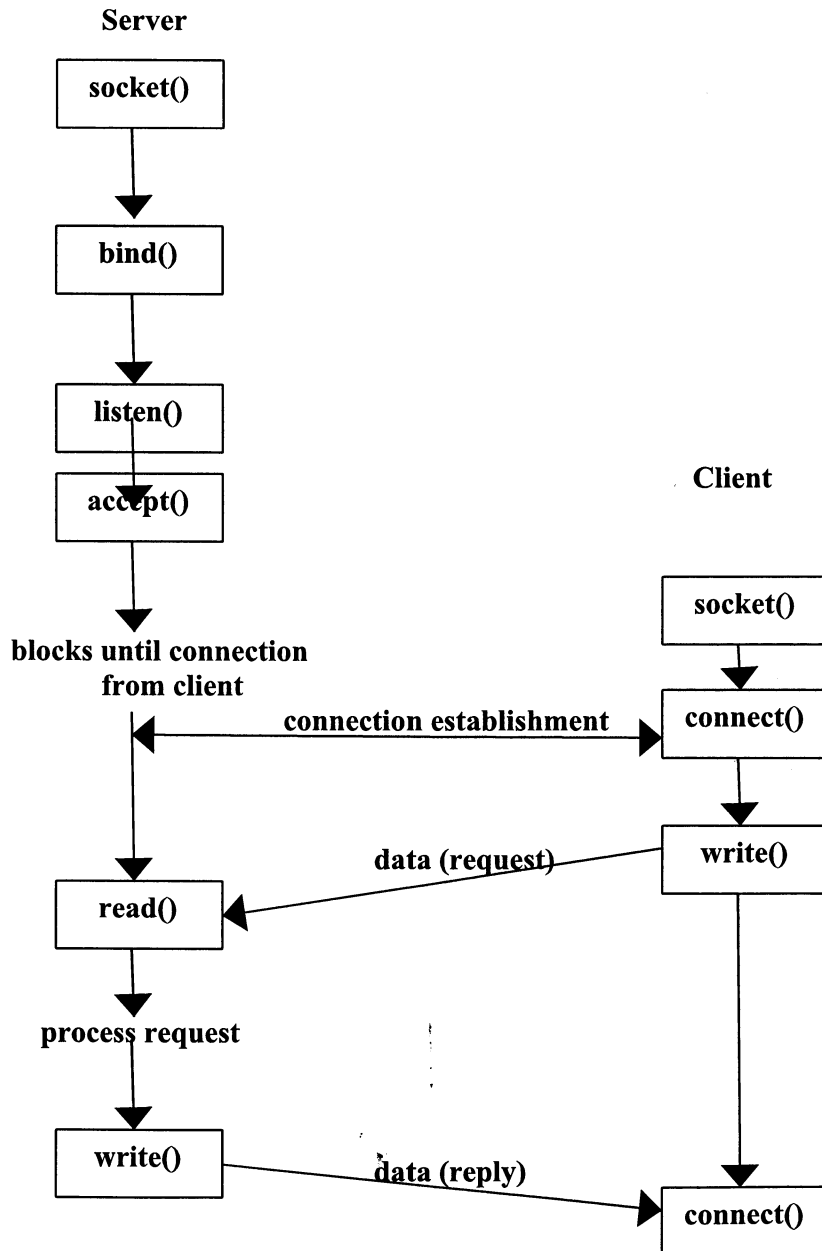 Server
socket()
bind()
listen()
accept()
Client
socket()
blocks until connection
from client
connection establishment
connect()
data (request)
write()
read()
process request
write()
data (reply)
connect()